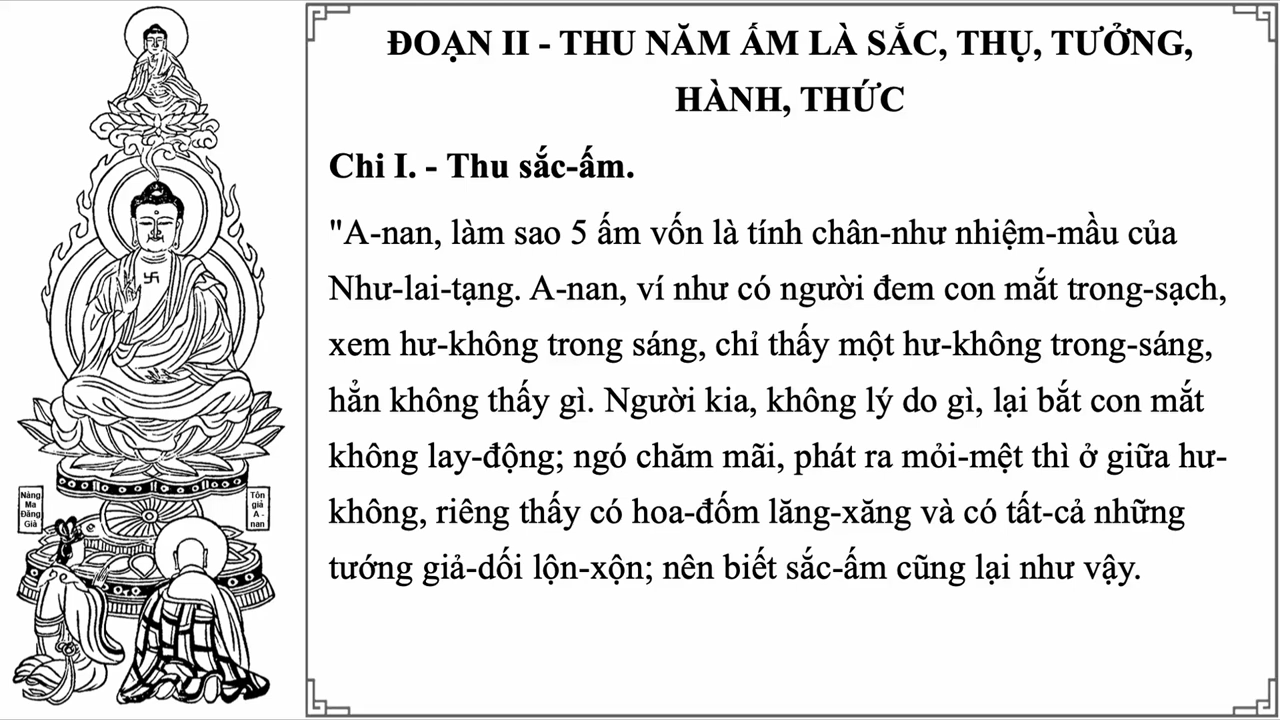 ĐOẠN II - THU NĂM ẤM LÀ SẮC, THỤ, TƯỞNG,
HÀNH, THỨC
Chi I. - Thu sắc-ấm.
"A-nan, làm sao 5 ấm vốn là tính chân-như nhiệm-mầu của
Như-lai-tạng. A-nan, ví như có người đem con mắt trong-sạch,
xem hư-không trong sáng, chỉ thấy một hư-không trong-sáng,
hẳn không thấy gì. Người kia, không lý do gì, lại bắt con mắt
không lay-động; ngó chăm mãi, phát ra mỏi-mệt thì ở giữa hư-
không, riêng thấy có hoa-đốm lăng-xăng và có tất-cả những
tướng giả-dối lộn-xộn; nên biết sắc-ấm cũng lại như vậy.
Nàng
Ma
Đăng
Già
Tôn
giả
A -
nan